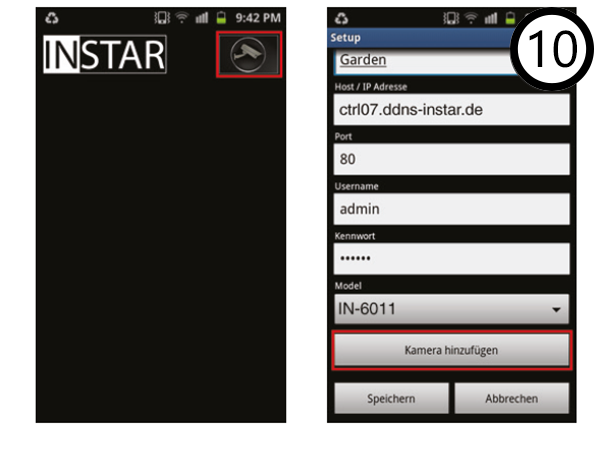 9:42 PM
INSTAR
10
Setup
Garden
Host / IP Adresse
ctrl07.ddns-instar.de
Port
80
Username
admin
Kennwort
••••••
Model
IN-6011
Kamera hinzufügen
Speichern
Abbrechen